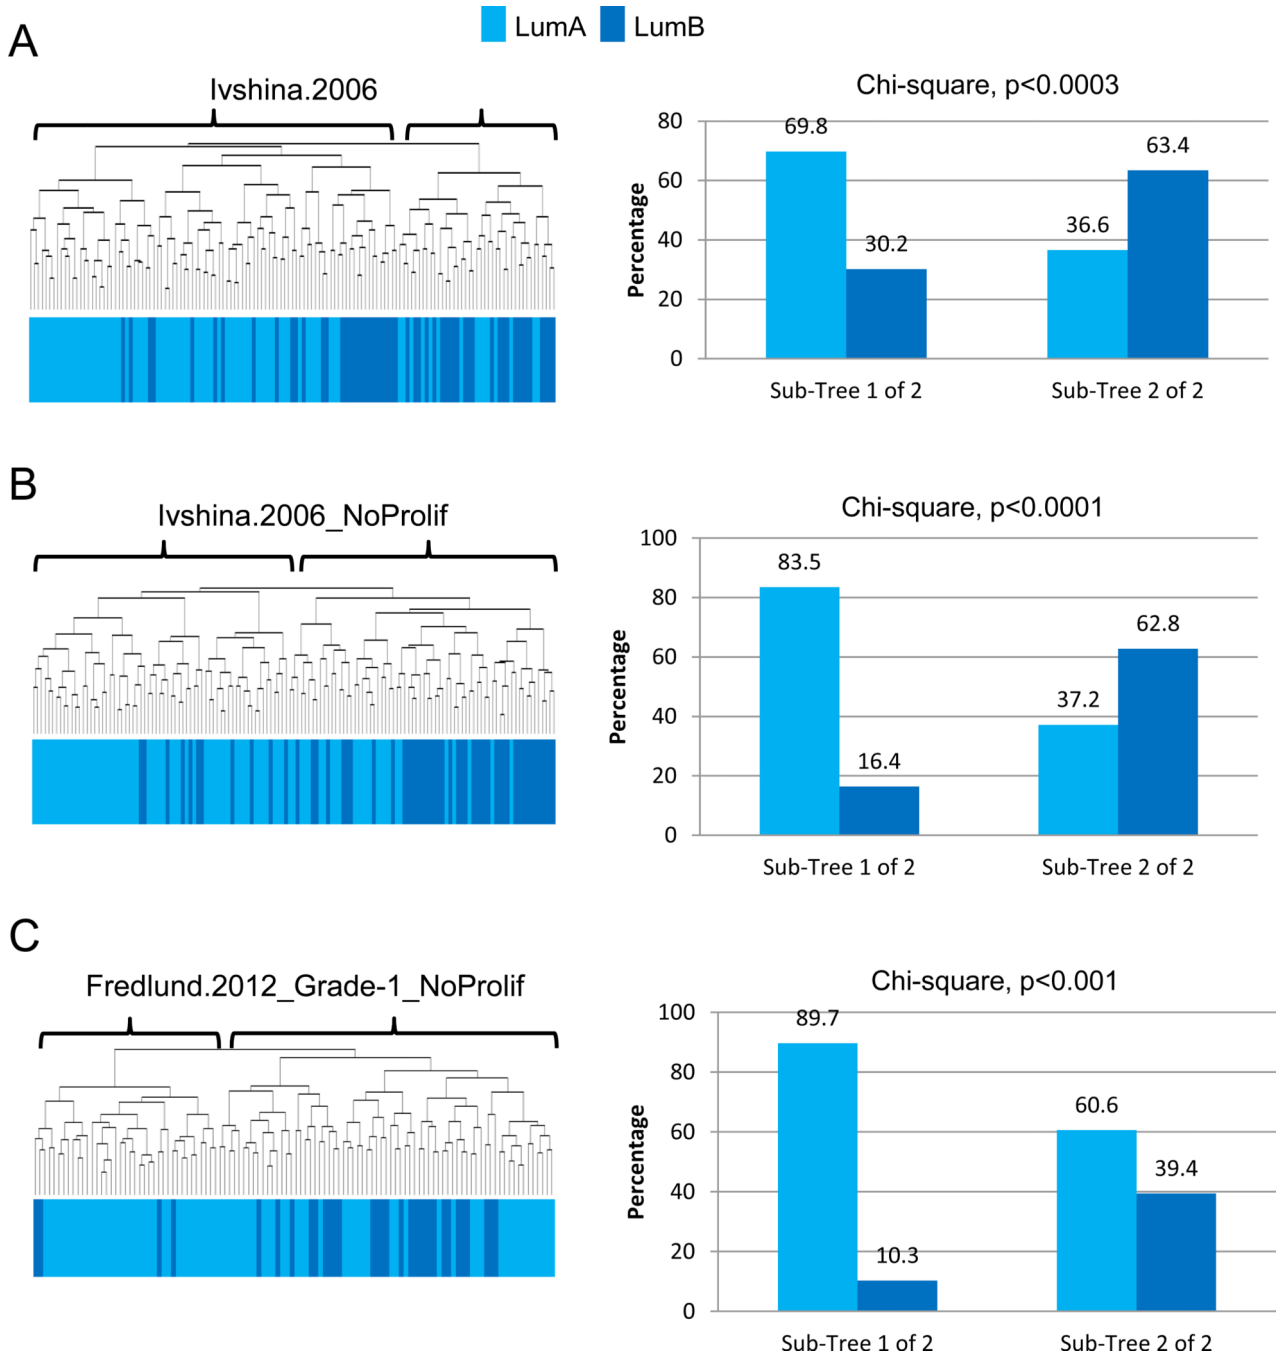 LumA LumB
A
Ivshina.2006
Chi-square, p<0.0003
80
60
40
20
0
Percentage
69.8
30.2
36.6
63.4
Sub-Tree 1 of 2
Sub-Tree 2 of 2
B
Ivshina.2006_NoProlif
Chi-square, p<0.0001
100
80
60
40
20
0
Percentage
83.5
16.4
37.2
62.8
Sub-Tree 1 of 2
Sub-Tree 2 of 2
C
Fredlund.2012_Grade-1_NoProlif
Chi-square, p<0.001
100
80
60
40
20
0
Percentage
89.7
10.3
60.6
39.4
Sub-Tree 1 of 2
Sub-Tree 2 of 2